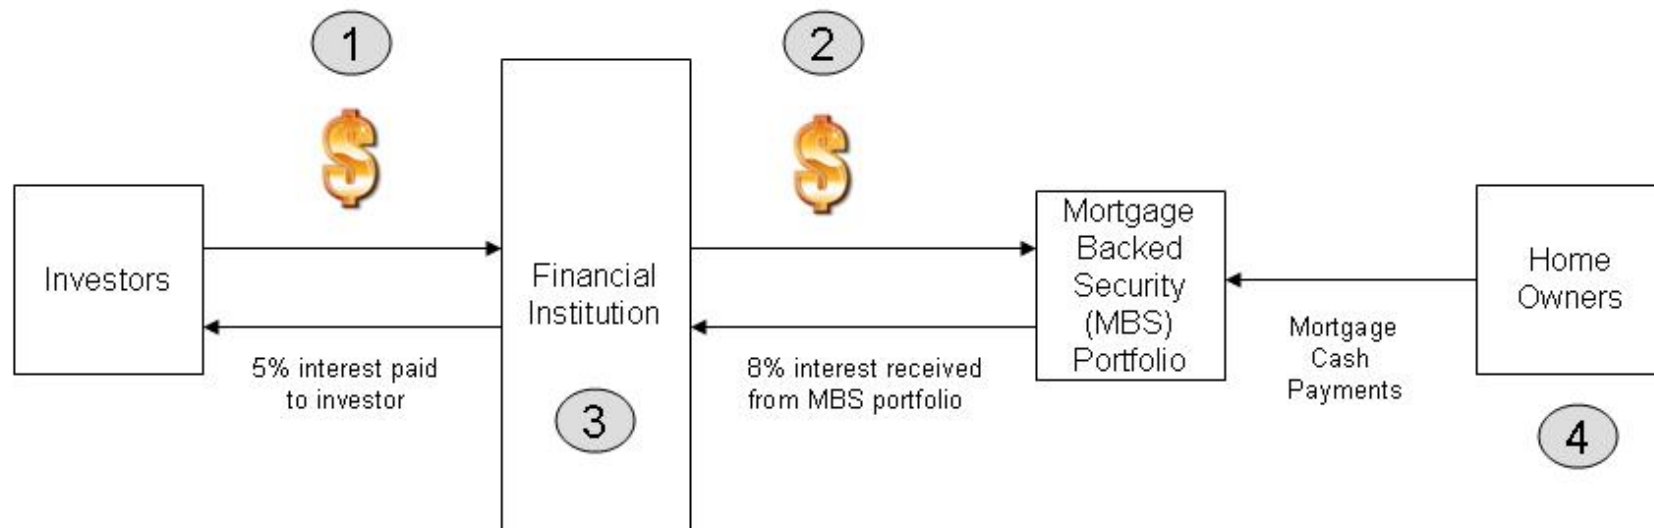 1
2
Investors
5% interest paid
to investor
Financial
Institution
3
8% interest received
from MBS portfolio
Mortgage
Backed
Security
(MBS)
Portfolio
Mortgage
Cash
Payments
Home
Owners
4